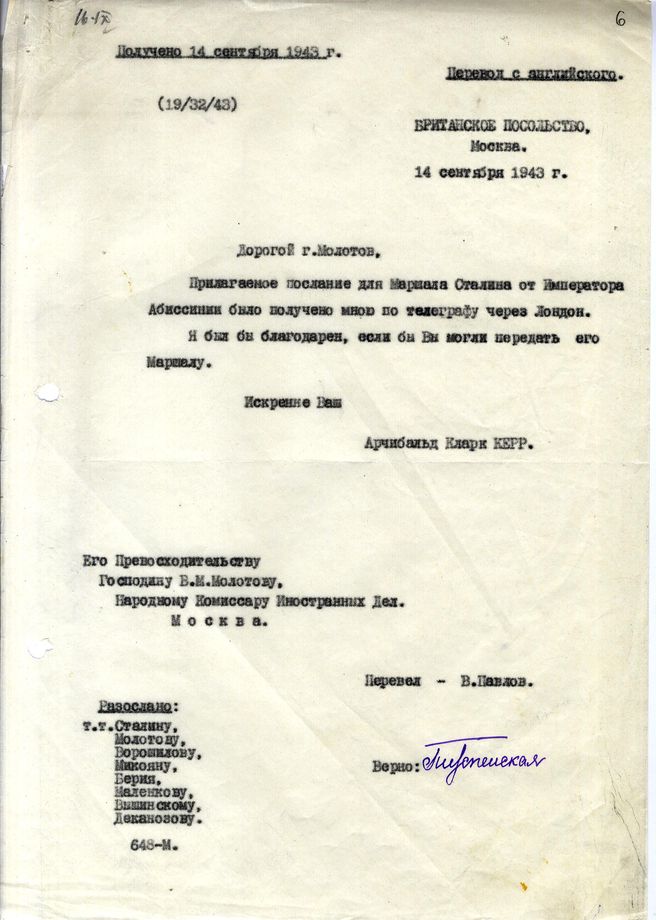 16-IX
6
Получено 14 сентября 1943 г.
Перевод с английского.
(19/32/43)
БРИТАНСКОЕ ПОСОЛЬСТВО,
Москва.
14 сентября 1943 г.
Дорогой г.Молотов,
Прилагаемое послание для Маршала Сталина от Императора
Абиссинии было получено мною по телеграфу через Лондон.
Я был бы благодарен, если бы Вы могли передать его
Маршалу.
Искренне Ваш
Арчибальд Кларк КЕРР.
Его Превосходительству
Господину В.М.Молотову,
Народному Комиссару Иностранных Дел.
Москва.
Перевел - В.Павлов.
Разослано:
т.т.Сталину,
Молотову,
Ворошилову,
Микояну,
Берия,
Маленкову,
Вышинскому,
Деканозову.
Верно:
648-М.